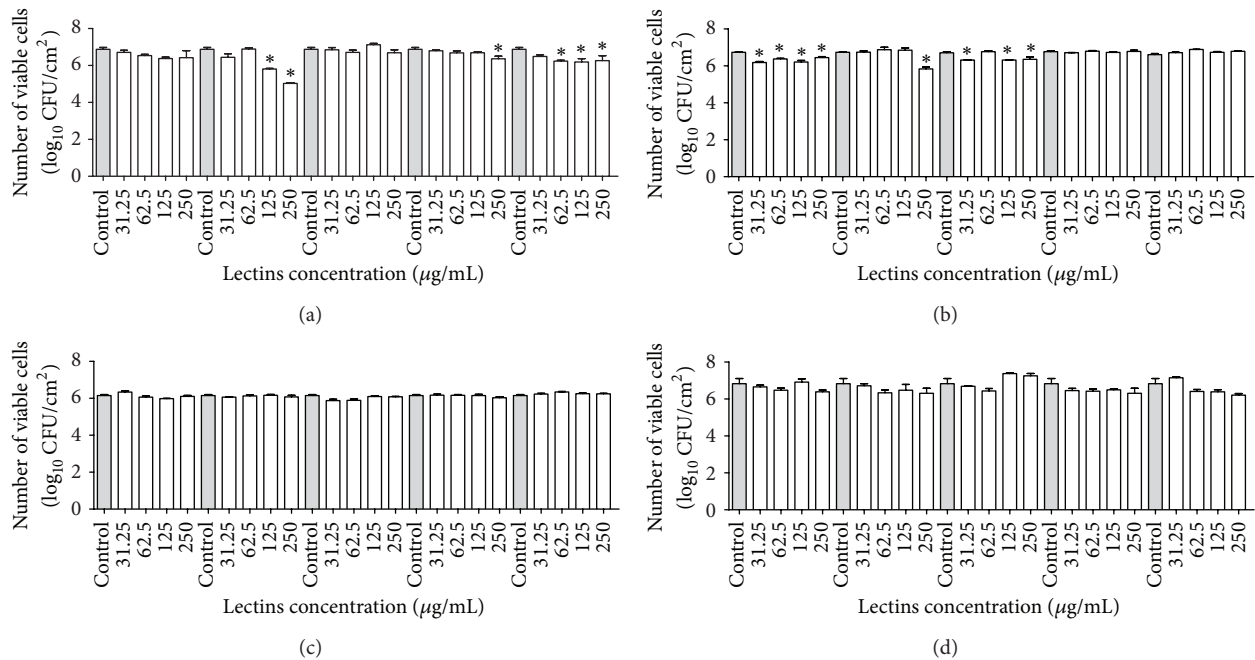 Number of viable cells
(log₁₀ CFU/cm²)
8
6
4
2
0
* * * * * *
Control 31.25 62.5 125 250 Control 31.25 62.5 125 250 Control 31.25 62.5 125 250 Control 31.25 62.5 125 250 Control 31.25 62.5 125 250
Lectins concentration (μg/mL)
(a)
Number of viable cells
(log₁₀ CFU/cm²)
8
6
4
2
0
* * * * * * * *
Control 31.25 62.5 125 250 Control 31.25 62.5 125 250 Control 31.25 62.5 125 250 Control 31.25 62.5 125 250 Control 31.25 62.5 125 250
Lectins concentration (μg/mL)
(b)
Number of viable cells
(log₁₀ CFU/cm²)
8
6
4
2
0
Control 31.25 62.5 125 250 Control 31.25 62.5 125 250 Control 31.25 62.5 125 250 Control 31.25 62.5 125 250 Control 31.25 62.5 125 250
Lectins concentration (μg/mL)
(c)
Number of viable cells
(log₁₀ CFU/cm²)
8
6
4
2
0
Control 31.25 62.5 125 250 Control 31.25 62.5 125 250 Control 31.25 62.5 125 250 Control 31.25 62.5 125 250 Control 31.25 62.5 125 250
Lectins concentration (μg/mL)
(d)